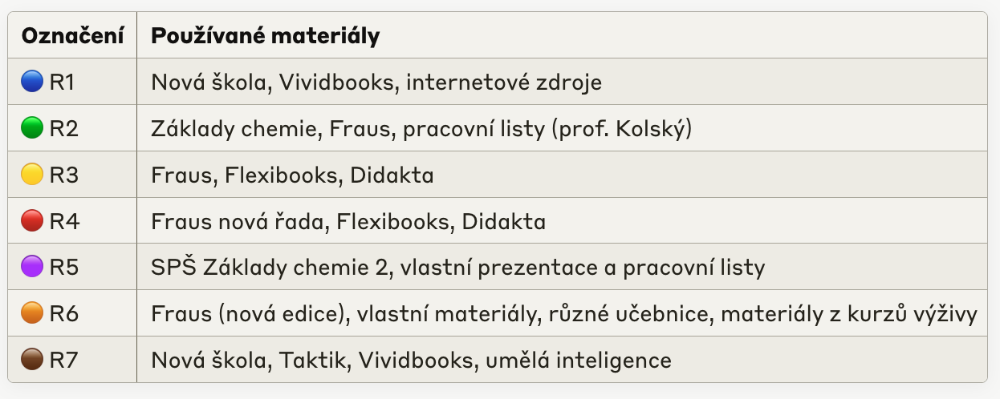 Označení Používané materiály
R1 Nová škola, Vividbooks, internetové zdroje
R2 Základy chemie, Fraus, pracovní listy (prof. Kolský)
R3 Fraus, Flexibooks, Didakta
R4 Fraus nová řada, Flexibooks, Didakta
R5 SPŠ Základy chemie 2, vlastní prezentace a pracovní listy
R6 Fraus (nová edice), vlastní materiály, různé učebnice, materiály z kurzů výživy
R7 Nová škola, Taktik, Vividbooks, umělá inteligence